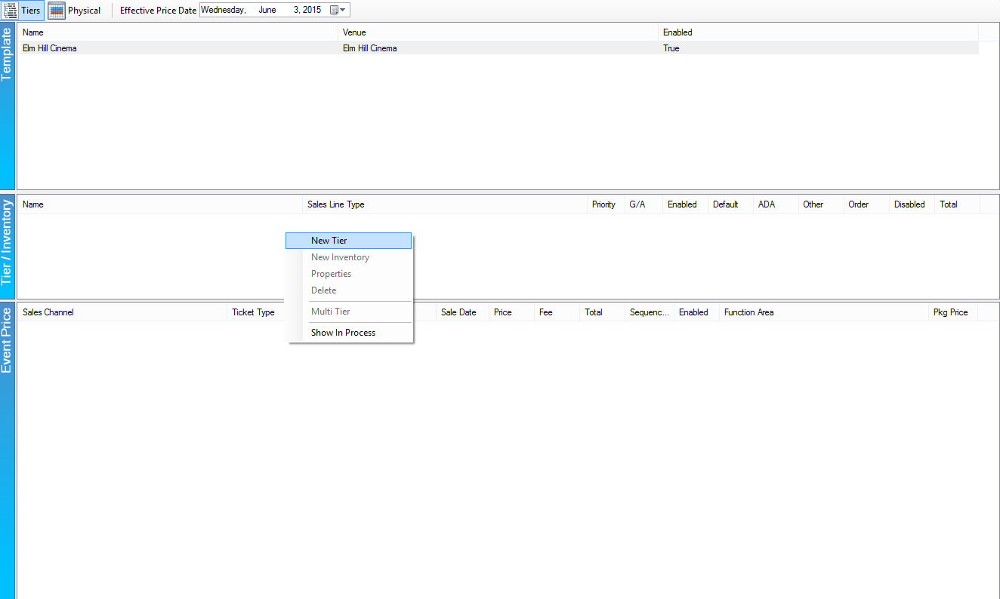 Tiers Physical Effective Price Date Wednesday, June 3, 2015
Template
Name Venue Enabled
Elm Hill Cinema Elm Hill Cinema True
Tier / Inventory
Name Sales Line Type Priority G/A Enabled Default ADA Other Order Disabled Total
New Tier
New Inventory
Properties
Delete
Multi Tier
Show In Process
Event Price
Sales Channel Ticket Type Sale Date Price Fee Total Sequenc... Enabled Function Area Pkg Price